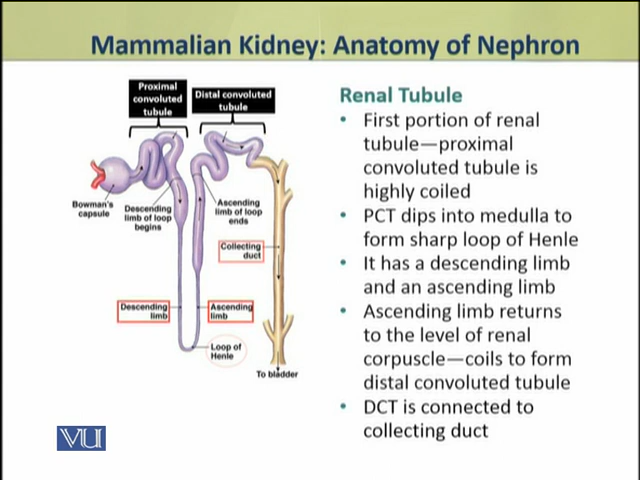 Mammalian Kidney: Anatomy of Nephron
Proximal
convoluted
tubule
Distal convoluted
tubule
Bowman's
capsule
Descending
limb of loop
begins
Ascending
limb of loop
ends
Collecting
duct
Descending
limb
Ascending
limb
Loop of
Henle
To bladder
Renal Tubule
• First portion of renal
tubule—proximal
convoluted tubule is
highly coiled
• PCT dips into medulla to
form sharp loop of Henle
• It has a descending limb
and an ascending limb
• Ascending limb returns
to the level of renal
corpuscle—coils to form
distal convoluted tubule
• DCT is connected to
collecting duct
VU